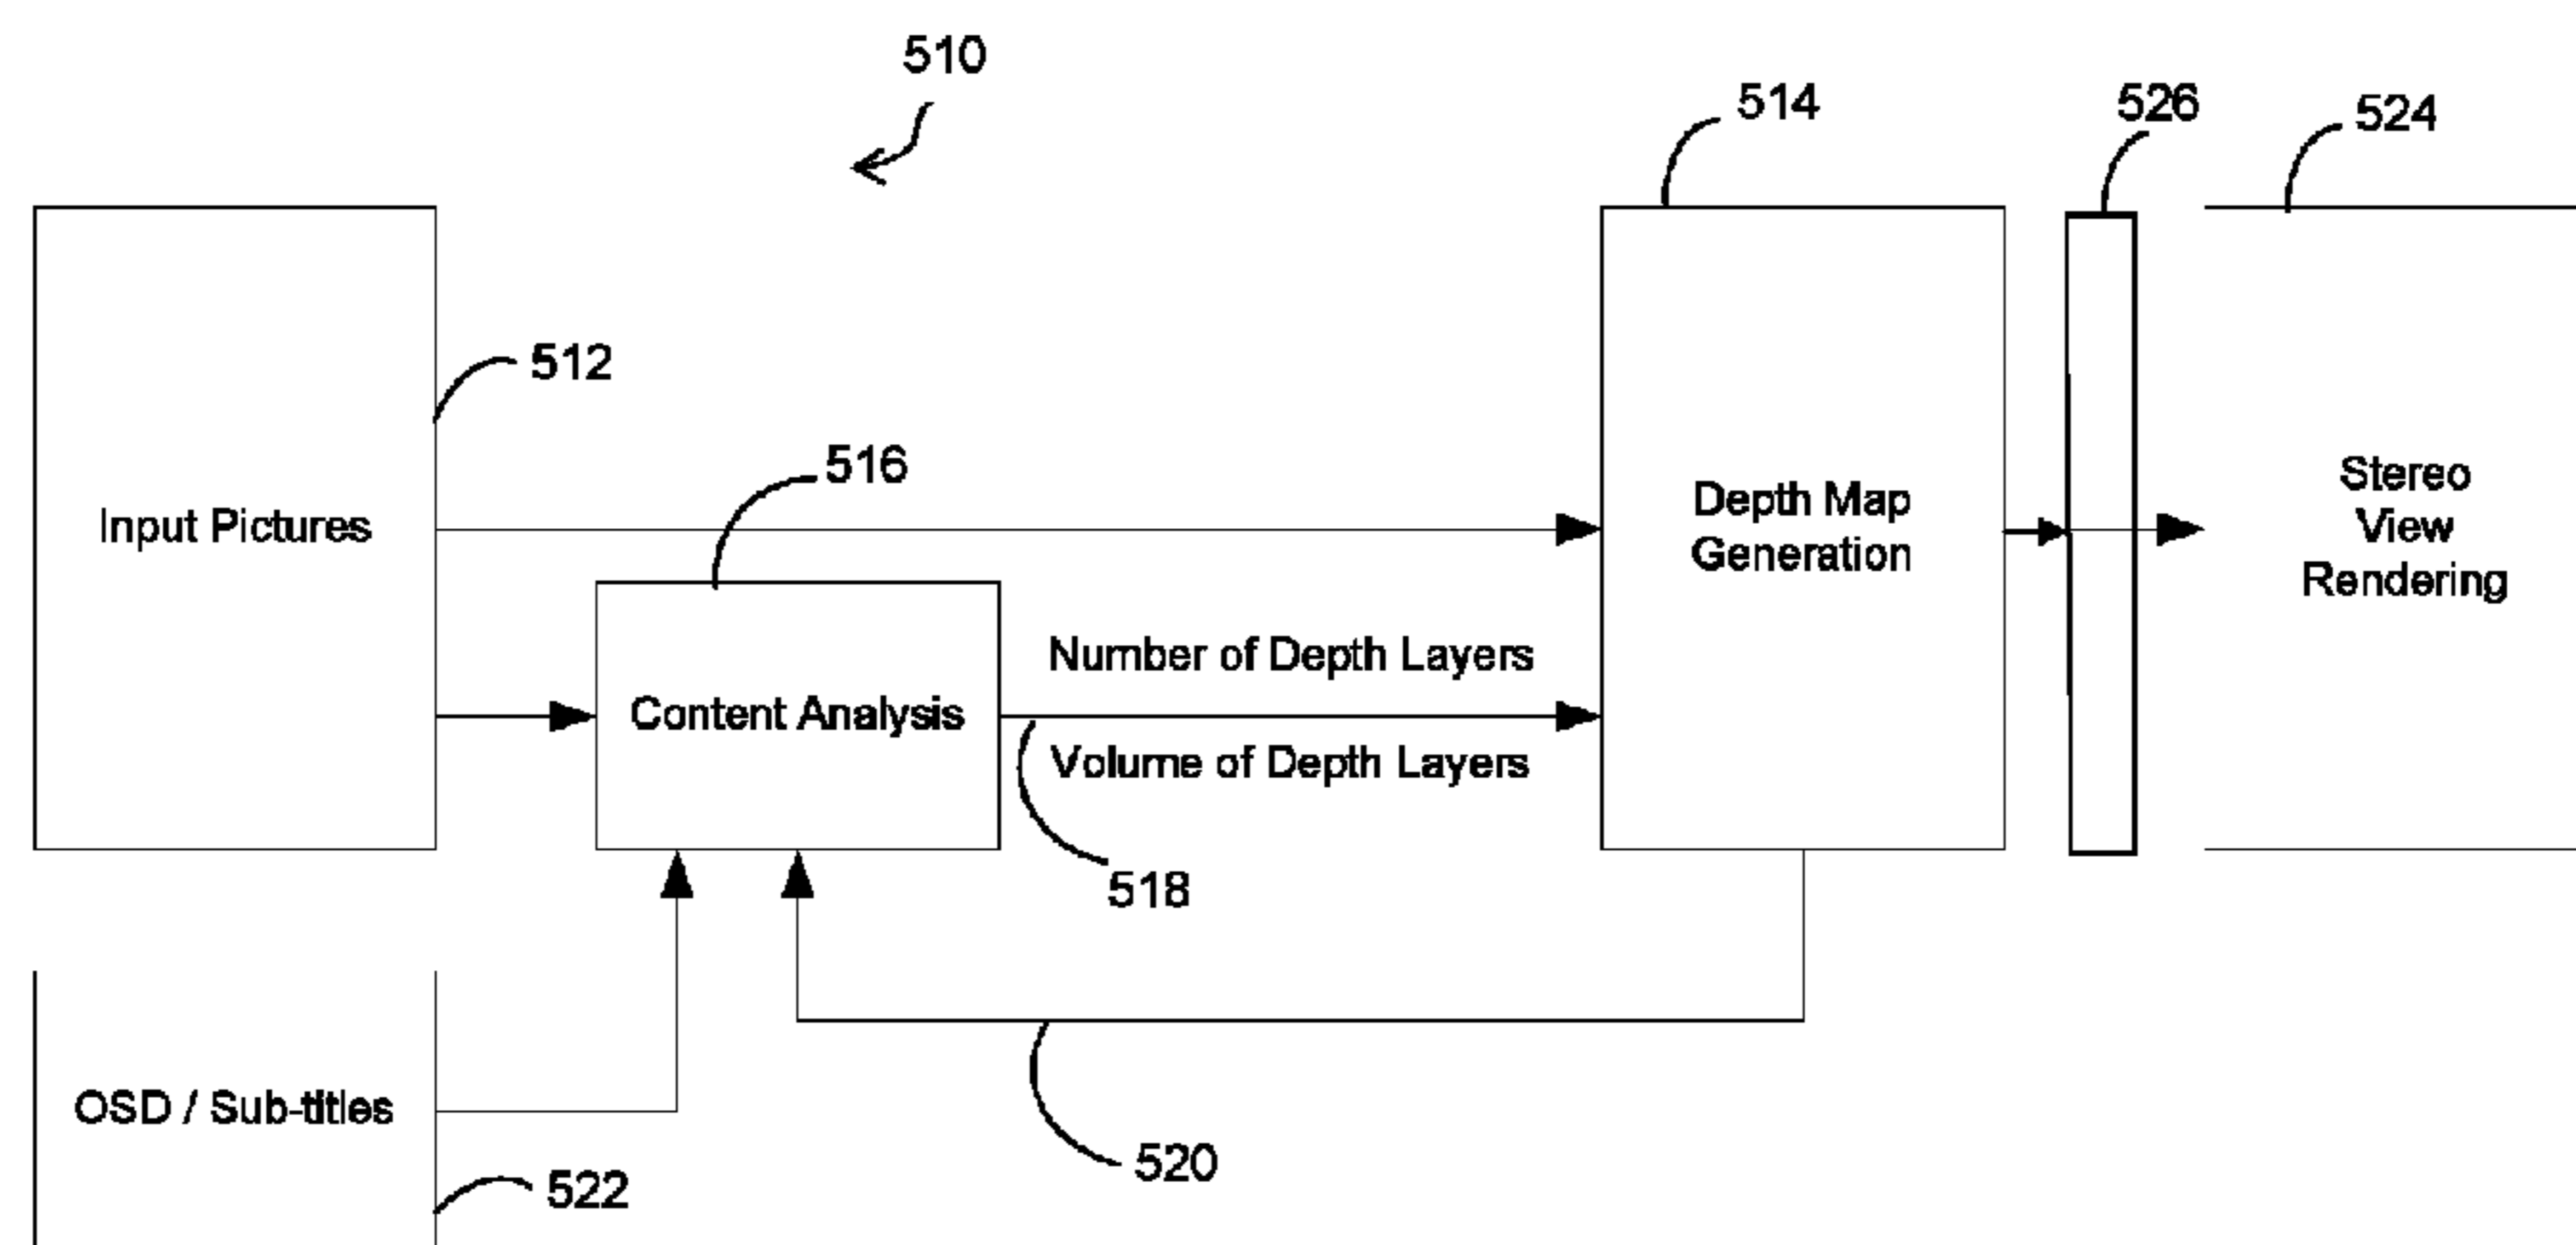 510
514
526
524
512
516
Input Pictures
Depth Map
Generation
Stereo
View
Rendering
Number of Depth Layers
Content Analysis
Volume of Depth Layers
518
OSD / Sub-titles
520
522